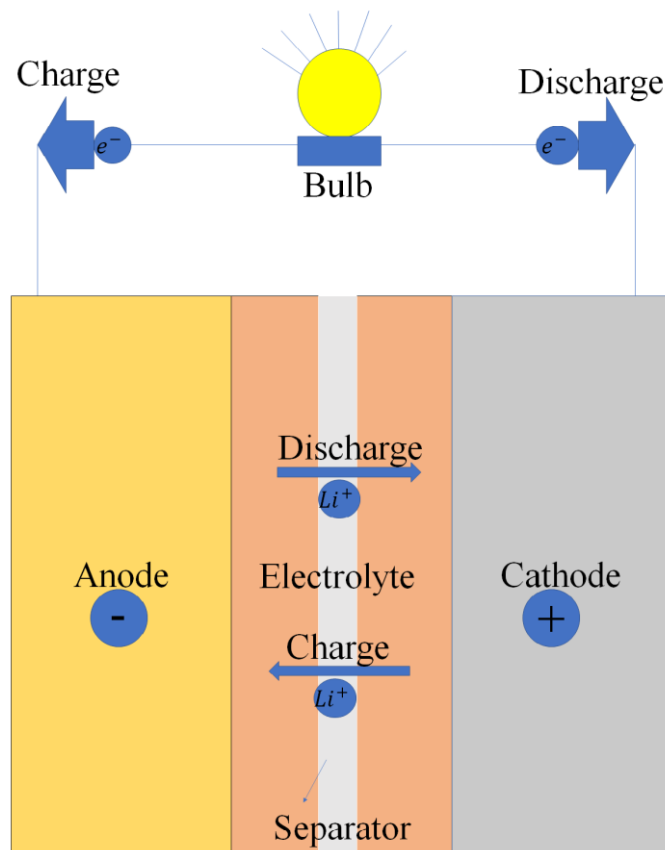 Charge
Discharge
e⁻
e⁻
Bulb
Discharge
Li⁺
Anode
Electrolyte
Cathode
-
+
Charge
Li⁺
Separator